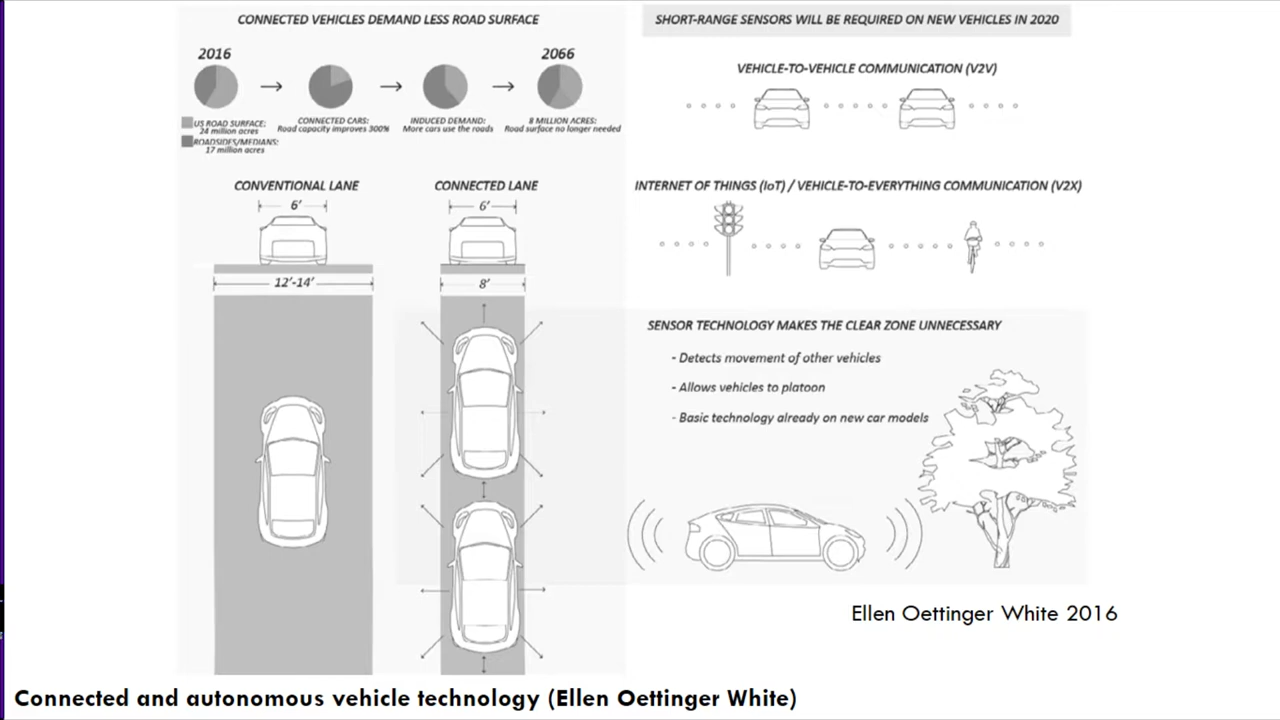 CONNECTED VEHICLES DEMAND LESS ROAD SURFACE
2016
2066
US ROAD SURFACE:
24 million acres
ROADSIDES/MEDIANS:
17 million acres
CONNECTED CARS:
Road capacity improves 300%
INDUCED DEMAND:
More cars use the roads
8 MILLION ACRES:
Road surface no longer needed
CONVENTIONAL LANE
6'
12'-14'
CONNECTED LANE
6'
8'
SHORT-RANGE SENSORS WILL BE REQUIRED ON NEW VEHICLES IN 2020
VEHICLE-TO-VEHICLE COMMUNICATION (V2V)
INTERNET OF THINGS (IoT) / VEHICLE-TO-EVERYTHING COMMUNICATION (V2X)
SENSOR TECHNOLOGY MAKES THE CLEAR ZONE UNNECESSARY
- Detects movement of other vehicles
- Allows vehicles to platoon
- Basic technology already on new car models
Ellen Oettinger White 2016
Connected and autonomous vehicle technology (Ellen Oettinger White)